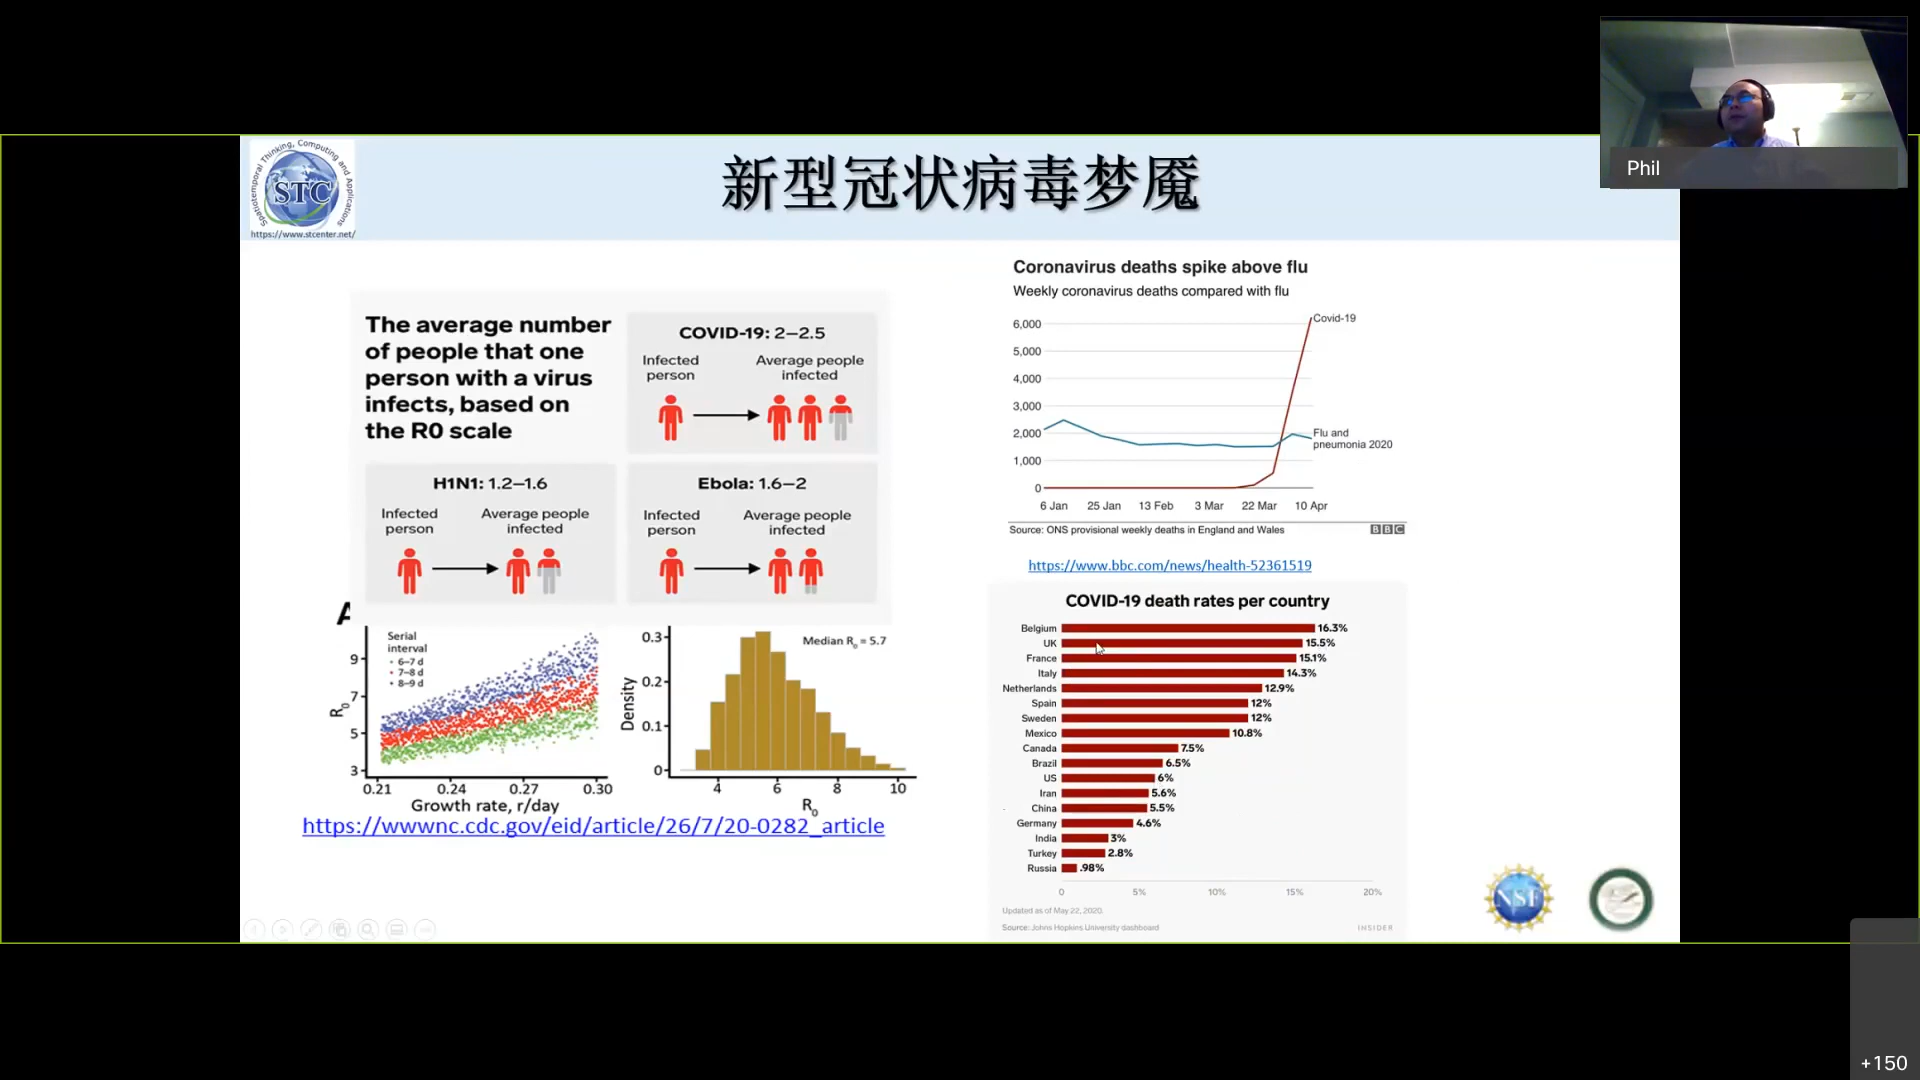 Phil
Spatiotemporal Thinking, Computing and Applications
STC
https://www.stcenter.net/
新型冠状病毒梦魇
The average number
of people that one
person with a virus
infects, based on
the R0 scale
COVID-19: 2–2.5
Infected
person
Average people
infected
H1N1: 1.2–1.6
Infected
person
Average people
infected
Ebola: 1.6–2
Infected
person
Average people
infected
A
Serial
interval
6–7 d
7–8 d
8–9 d
R0
9
7
5
3
0.21 0.24 0.27 0.30
Growth rate, r/day
Median R0 = 5.7
Density
0.3
0.2
0.1
0
4 6 8 10
R0
https://wwwnc.cdc.gov/eid/article/26/7/20-0282_article
Coronavirus deaths spike above flu
Weekly coronavirus deaths compared with flu
6,000
5,000
4,000
3,000
2,000
1,000
0
Covid-19
Flu and
pneumonia 2020
6 Jan 25 Jan 13 Feb 3 Mar 22 Mar 10 Apr
Source: ONS provisional weekly deaths in England and Wales
BBC
https://www.bbc.com/news/health-52361519
COVID-19 death rates per country
Belgium 16.3%
UK 15.5%
France 15.1%
Italy 14.3%
Netherlands 12.9%
Spain 12%
Sweden 12%
Mexico 10.8%
Canada 7.5%
Brazil 6.5%
US 6%
Iran 5.6%
China 5.5%
Germany 4.6%
India 3%
Turkey 2.8%
Russia .98%
0 5% 10% 15% 20%
Updated as of May 22, 2020.
Source: Johns Hopkins University dashboard
INSIDER
NSF
+150